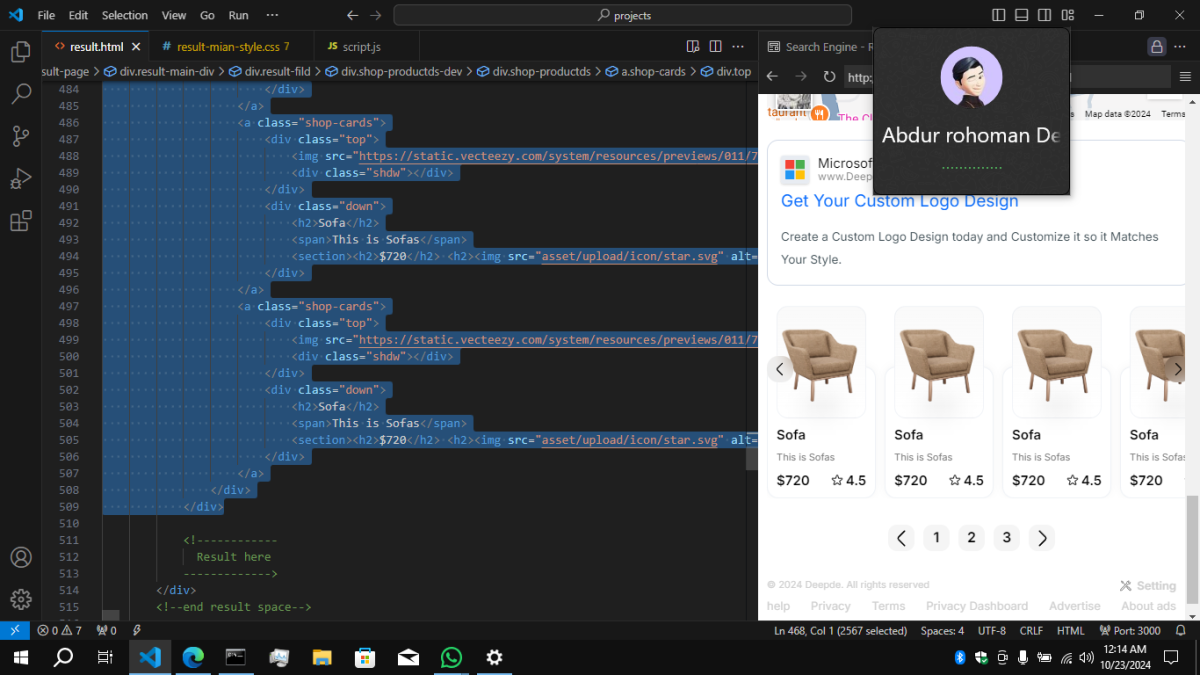 File Edit Selection View Go Run ··· projects
result.html # result-mian-style.css 7 JS script.js
sult-page > div.result-main-div > div.result-fild > div.shop-productds-dev > div.shop-productds > a.shop-cards > div.top
484 </div>
485 </a>
486 <a class="shop-cards">
487 <div class="top">
488 <img src="https://static.vecteezy.com/system/resources/previews/011/7
489 <div class="shdw"></div>
490 </div>
491 <div class="down">
492 <h2>Sofa</h2>
493 <span>This is Sofas</span>
494 <section><h2>$720</h2> <h2><img src="asset/upload/icon/star.svg" alt=
495 </div>
496 </a>
497 <a class="shop-cards">
498 <div class="top">
499 <img src="https://static.vecteezy.com/system/resources/previews/011/7
500 <div class="shdw"></div>
501 </div>
502 <div class="down">
503 <h2>Sofa</h2>
504 <span>This is Sofas</span>
505 <section><h2>$720</h2> <h2><img src="asset/upload/icon/star.svg" alt=
506 </div>
507 </a>
508 </div>
509 </div>
510
511 <!------------
512 Result here
513 ------------->
514 </div>
515 <!--end result space-->
Search Engine -
http:
Abdur rohoman De
taurant The Cl Map data ©2024 Terms
Microsof
www.Deep
Get Your Custom Logo Design
Create a Custom Logo Design today and Customize it so it Matches
Your Style.
Sofa Sofa Sofa Sofa
This is Sofas This is Sofas This is Sofas This is Sofas
$720 4.5 $720 4.5 $720 4.5 $720
1 2 3
© 2024 Deepde. All rights reserved Setting
help Privacy Terms Privacy Dashboard Advertise About ads
0 7 0 Ln 468, Col 1 (2567 selected) Spaces: 4 UTF-8 CRLF HTML Port: 3000
12:14 AM
10/23/2024